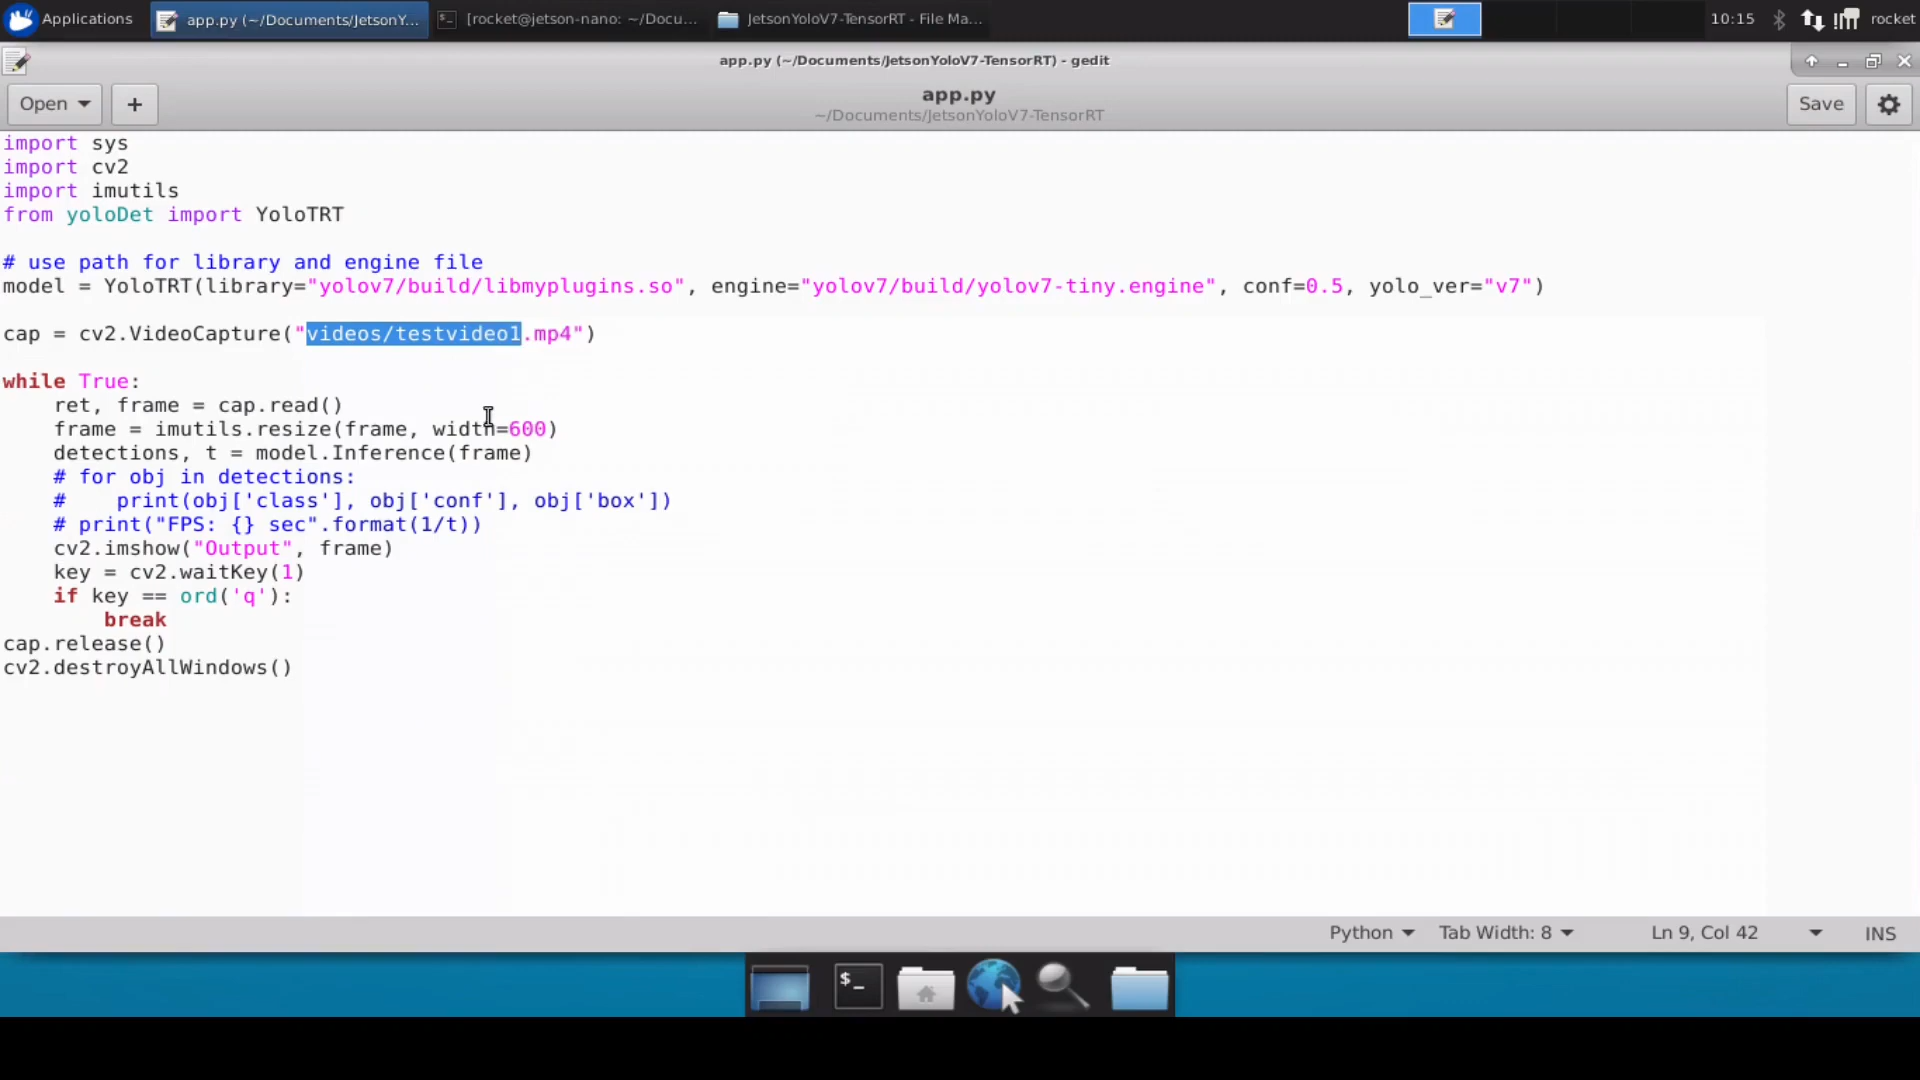 Applications
app.py (~/Documents/JetsonY...
[rocket@jetson-nano: ~/Docu...
JetsonYoloV7-TensorRT - File Ma...
10:15
rocket
app.py (~/Documents/JetsonYoloV7-TensorRT) - gedit
Open
+
app.py
~/Documents/JetsonYoloV7-TensorRT
Save
import sys
import cv2
import imutils
from yoloDet import YoloTRT
# use path for library and engine file
model = YoloTRT(library="yolov7/build/libmyplugins.so", engine="yolov7/build/yolov7-tiny.engine", conf=0.5, yolo_ver="v7")
cap = cv2.VideoCapture("videos/testvideo1.mp4")
while True:
    ret, frame = cap.read()
    frame = imutils.resize(frame, width=600)
    detections, t = model.Inference(frame)
    # for obj in detections:
    #    print(obj['class'], obj['conf'], obj['box'])
    # print("FPS: {} sec".format(1/t))
    cv2.imshow("Output", frame)
    key = cv2.waitKey(1)
    if key == ord('q'):
        break
cap.release()
cv2.destroyAllWindows()
Python
Tab Width: 8
Ln 9, Col 42
INS
$_